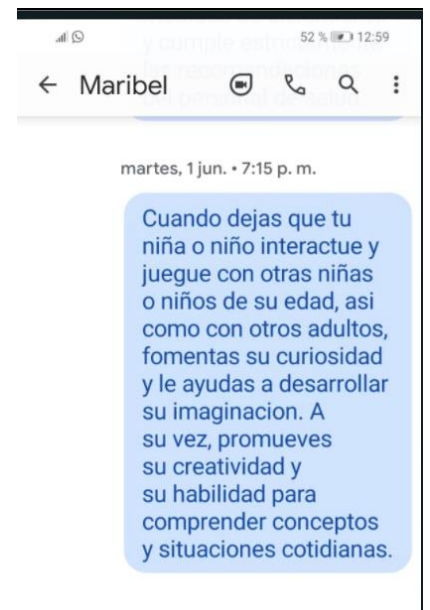 52 % 12:59
y cumple
Maribel
martes, 1 jun. • 7:15 p. m.
Cuando dejas que tu
niña o niño interactue y
juegue con otras niñas
o niños de su edad, asi
como con otros adultos,
fomentas su curiosidad
y le ayudas a desarrollar
su imaginacion. A
su vez, promueves
su creatividad y
su habilidad para
comprender conceptos
y situaciones cotidianas.